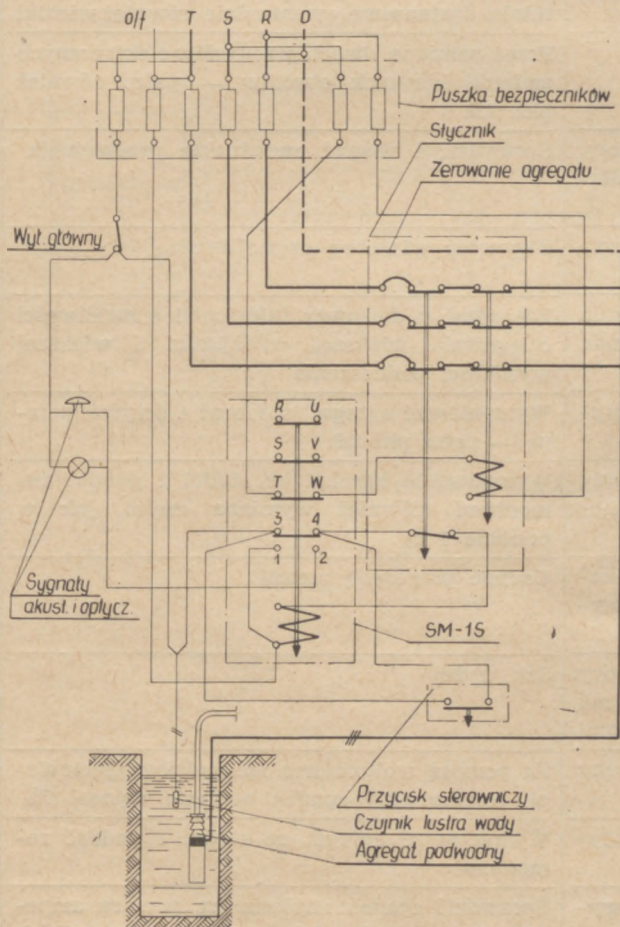 o/f T S R 0
Puszka bezpieczników
Stycznik
Zerowanie agregatu
Wył. główny
R U
S V
T W
3 4
1 2
Sygnały
akust. i optycz.
SM-1S
Przycisk sterowniczy
Czujnik lustra wody
Agregat podwodny